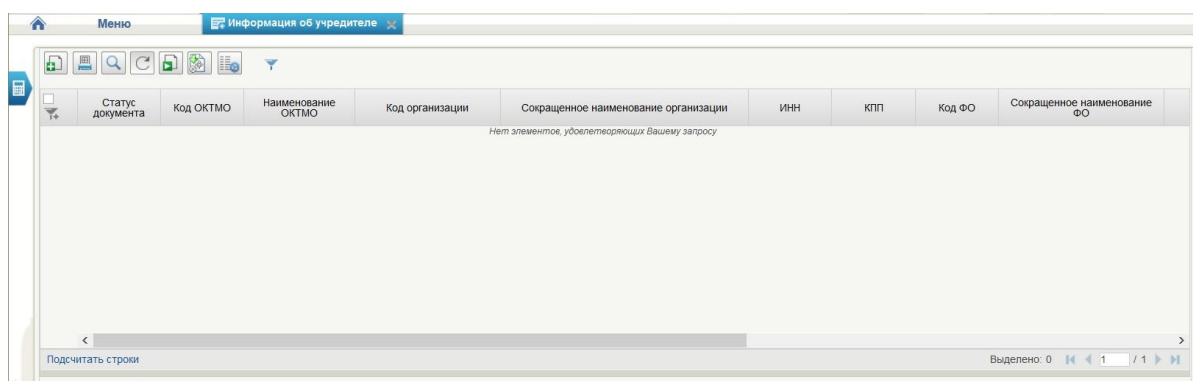 Меню
Информация об учредителе
Статус документа
Код ОКТМО
Наименование ОКТМО
Код организации
Сокращенное наименование организации
ИНН
КПП
Код ФО
Сокращенное наименование ФО
Нет элементов, удовлетворяющих Вашему запросу
Подсчитать строки
Выделено: 0 1 / 1